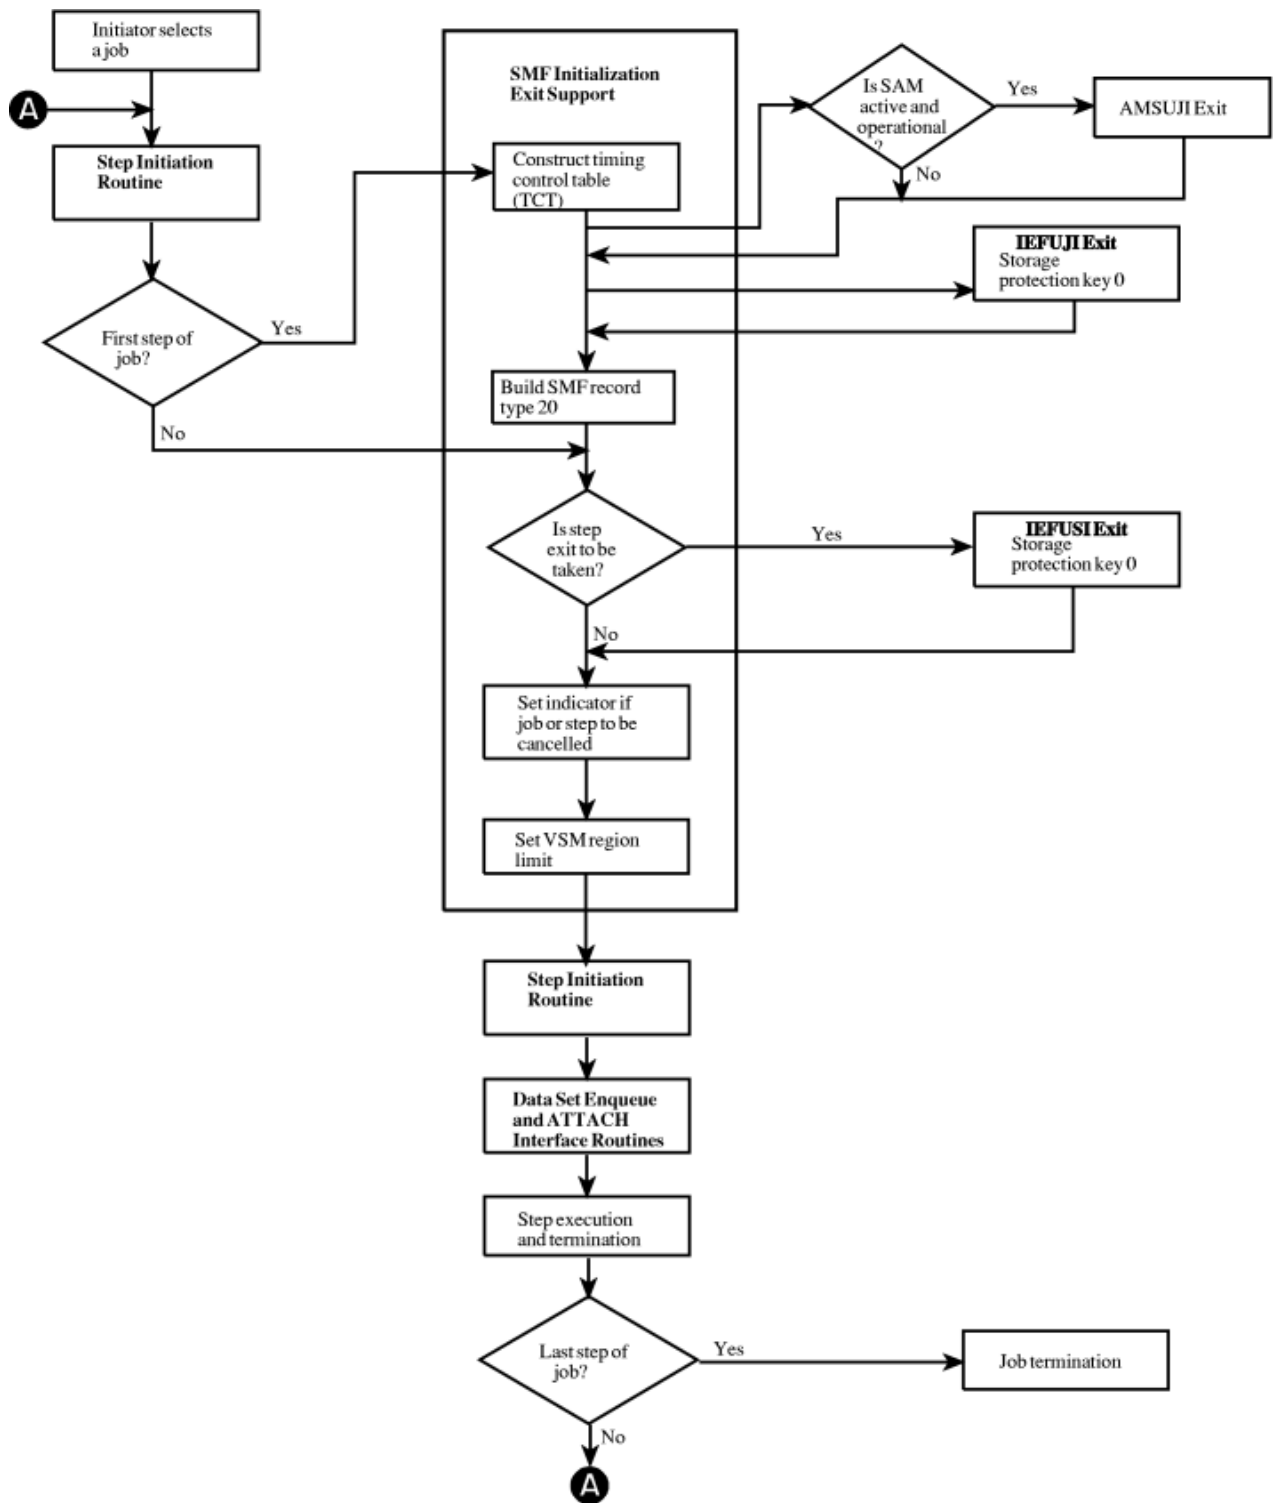 Initiator selects
a job
A
Step Initiation
Routine
First step of
job?
Yes
No
SMF Initialization
Exit Support
Construct timing
control table
(TCT)
Is SAM
active and
operational
?
Yes
No
AMSUJI Exit
IEFUJI Exit
Storage
protection key 0
Build SMF record
type 20
Is step
exit to be
taken?
Yes
No
IEFUSI Exit
Storage
protection key 0
Set indicator if
job or step to be
cancelled
Set VSM region
limit
Step Initiation
Routine
Data Set Enqueue
and ATTACH
Interface Routines
Step execution
and termination
Last step of
job?
Yes
Job termination
No
A